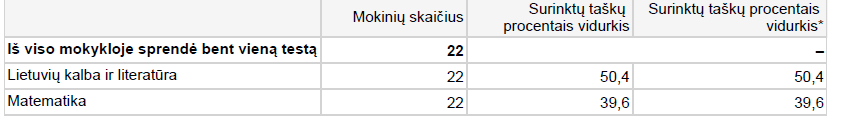 Mokinių skaičius
Surinktų taškų
procentais vidurkis
Surinktų taškų procentais
vidurkis*
Iš viso mokykloje sprendė bent vieną testą 22 –
Lietuvių kalba ir literatūra 22 50,4 50,4
Matematika 22 39,6 39,6